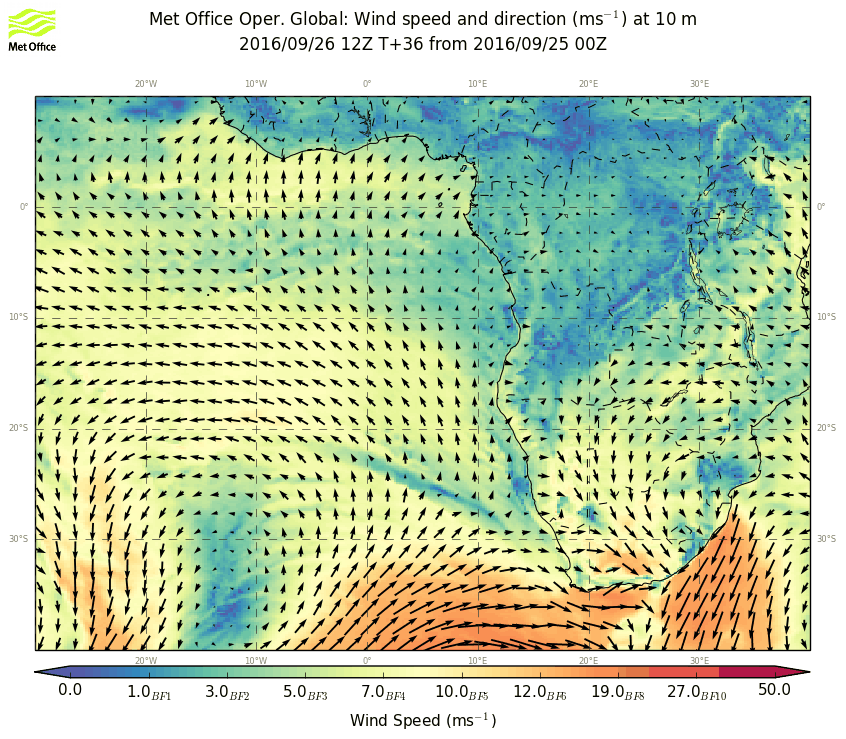 Met Office Oper. Global: Wind speed and direction (ms⁻¹) at 10 m
2016/09/26 12Z T+36 from 2016/09/25 00Z
Met Office
20°W 10°W 0° 10°E 20°E 30°E
0° 0°
10°S 10°S
20°S 20°S
30°S 30°S
20°W 10°W 0° 10°E 20°E 30°E
0.0 1.0BF1 3.0BF2 5.0BF3 7.0BF4 10.0BF5 12.0BF6 19.0BF8 27.0BF10 50.0
Wind Speed (ms⁻¹)